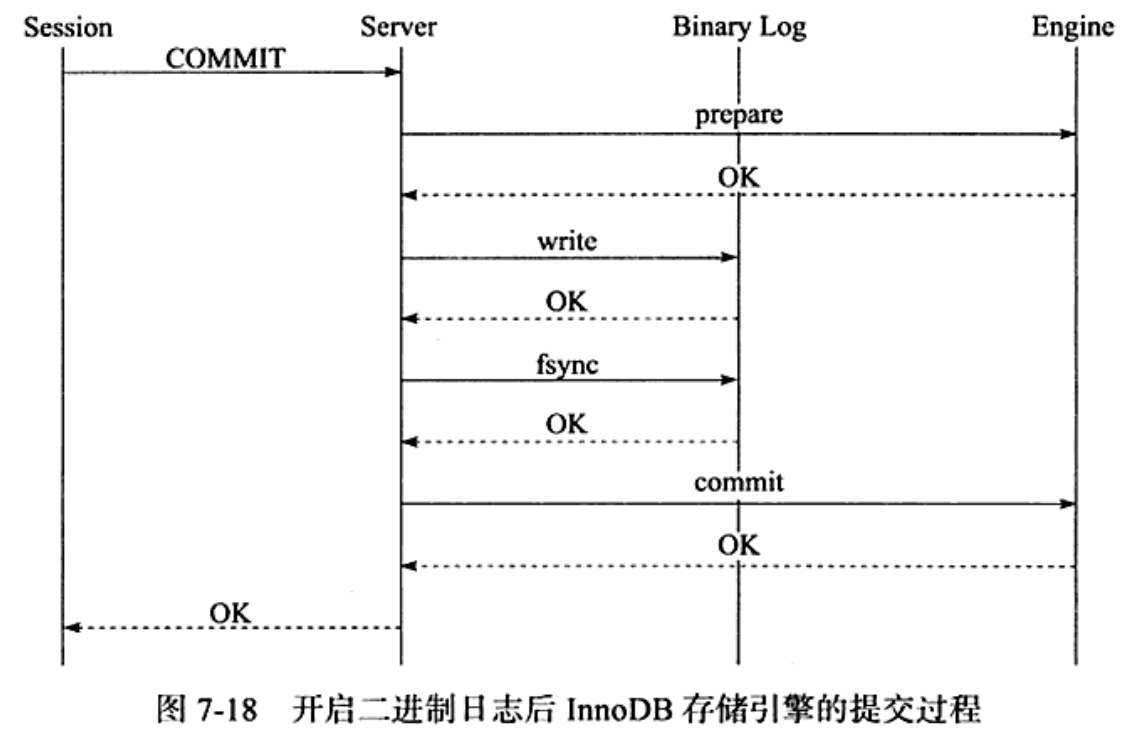 Session Server Binary Log Engine
COMMIT
prepare
OK
write
OK
fsync
OK
commit
OK
OK
图 7-18 开启二进制日志后 InnoDB 存储引擎的提交过程